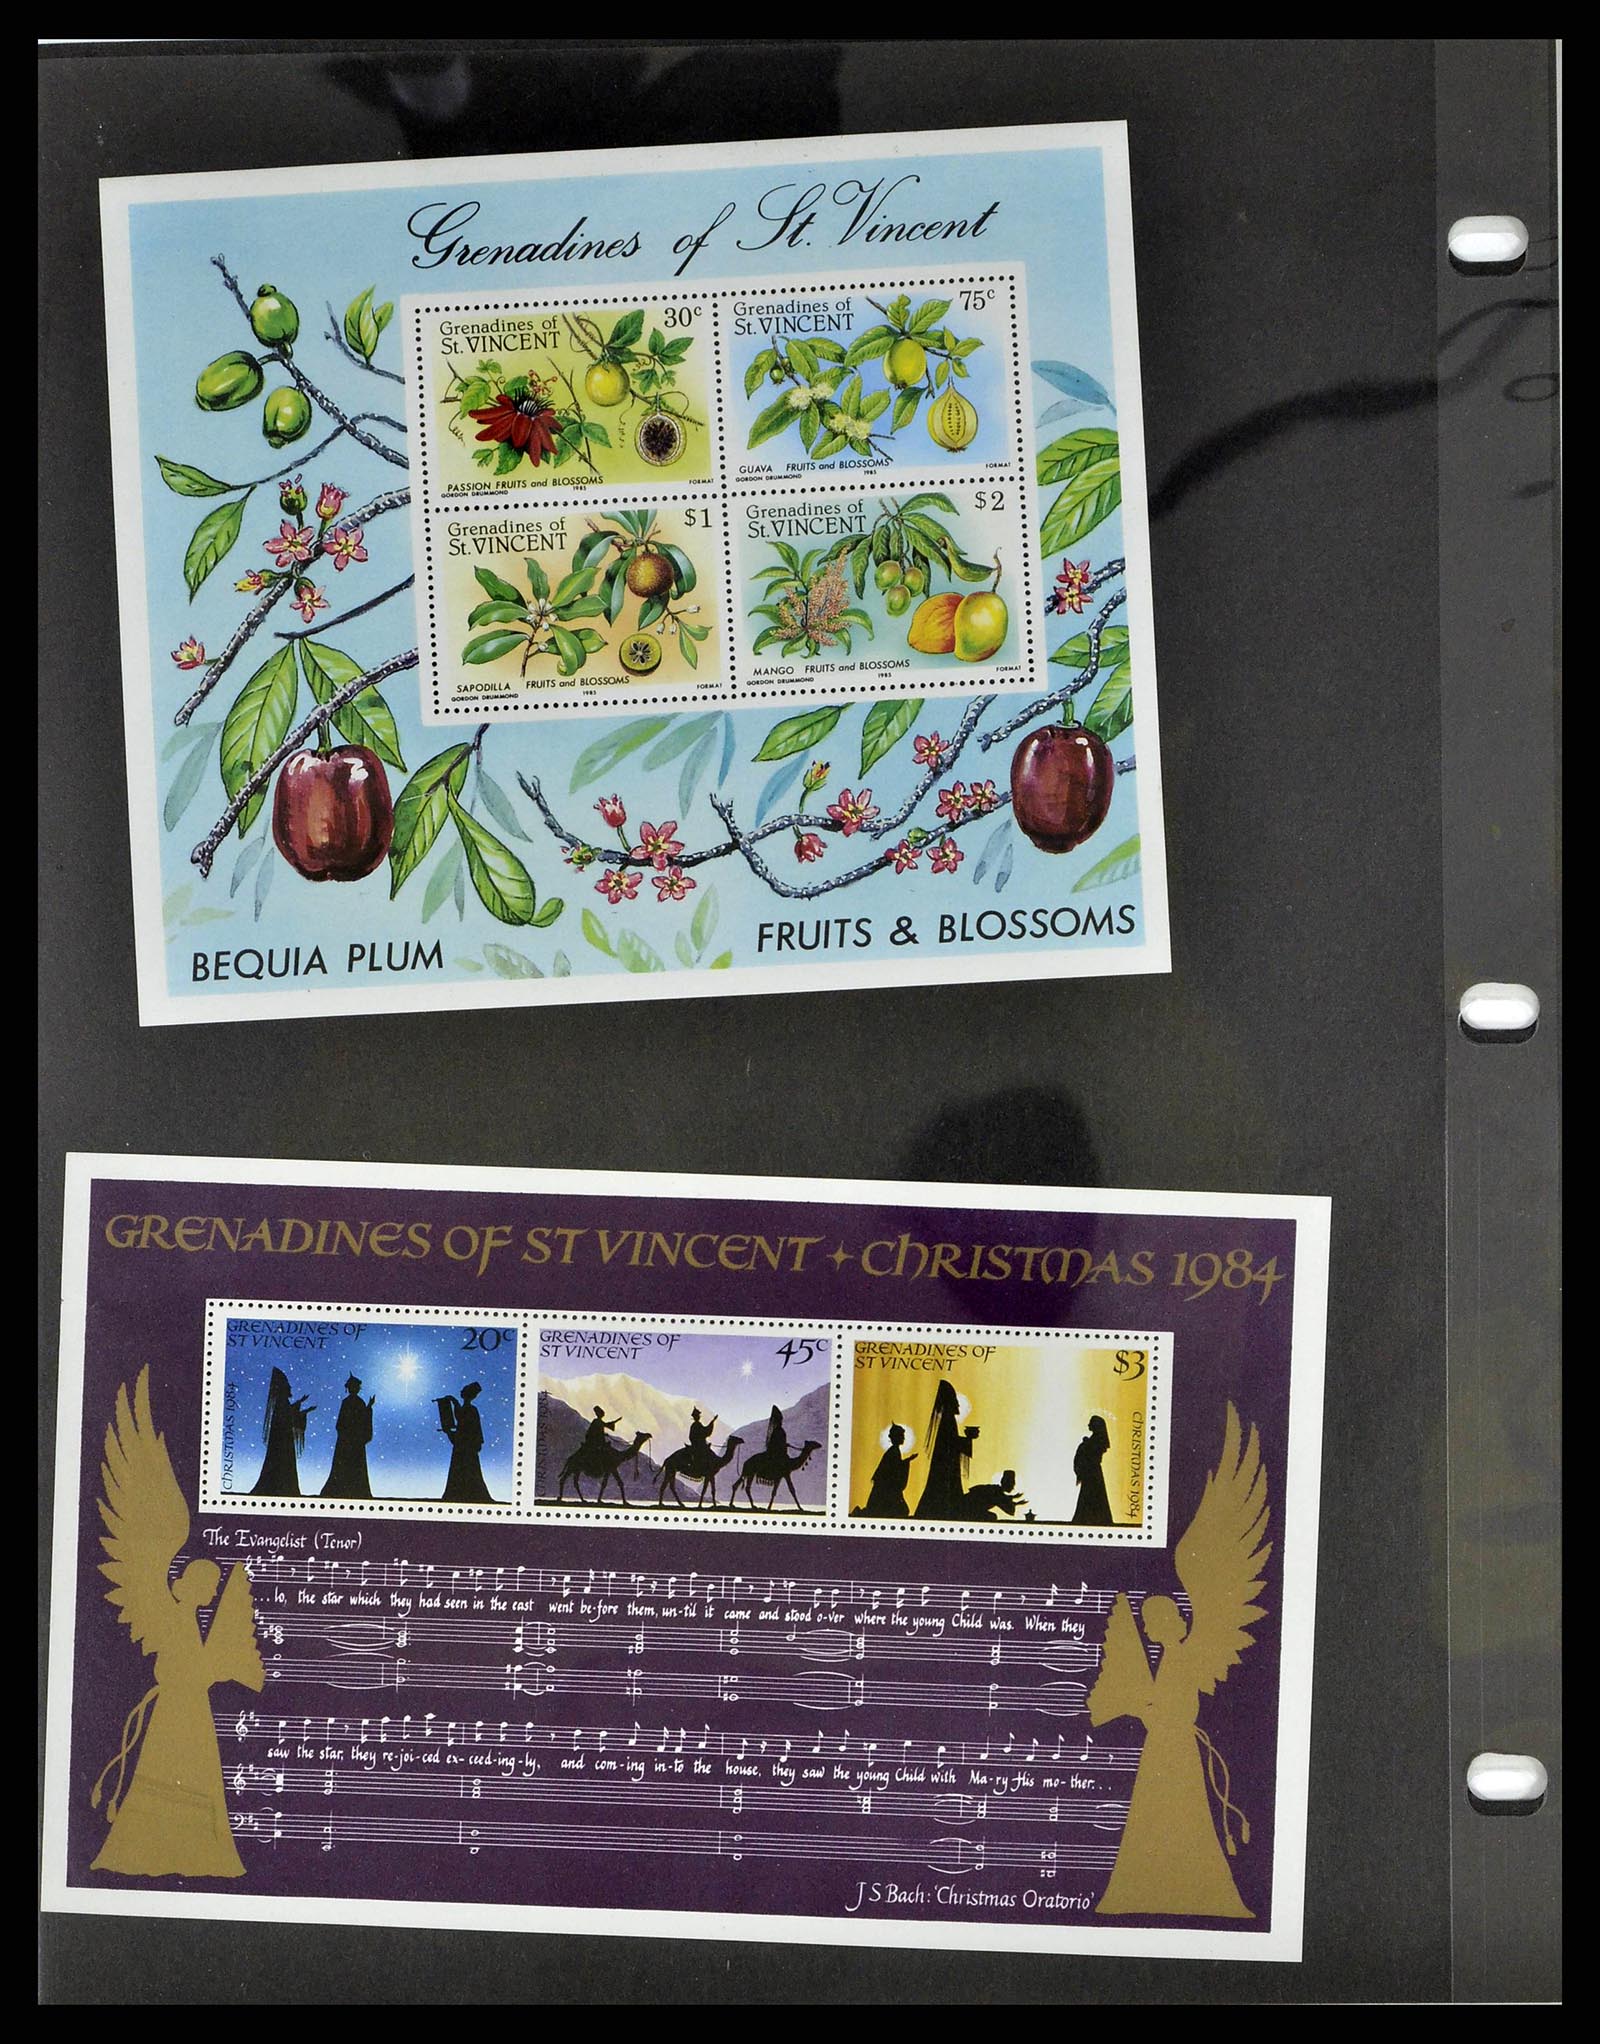 Grenadines of St. Vincent
Grenadines of
St. VINCENT
30c
PASSION FRUITS and BLOSSOMS
GORDON DRUMMOND
1985
FORMAT
Grenadines of
St. VINCENT
75c
GUAVA FRUITS and BLOSSOMS
GORDON DRUMMOND
1985
FORMAT
Grenadines of
St. VINCENT
$1
SAPODILLA FRUITS and BLOSSOMS
GORDON DRUMMOND
1985
FORMAT
Grenadines of
St. VINCENT
$2
MANGO FRUITS and BLOSSOMS
GORDON DRUMMOND
1985
FORMAT
BEQUIA PLUM
FRUITS & BLOSSOMS
GRENADINES OF ST VINCENT + CHRISTMAS 1984
GRENADINES OF
ST VINCENT
20c
CHRISTMAS 1984
GRENADINES OF
ST VINCENT
45c
CHRISTMAS 1984
GRENADINES OF
ST VINCENT
$3
CHRISTMAS 1984
The Evangelist (Tenor)
...lo, the star which they had seen in the east went be-fore them, un-til it came and stood o-ver where the young Child was. When they
saw the star, they re-joi-ced ex-ceed-ing-ly, and com-ing in-to the house, they saw the young Child with Ma-ry His mo-ther...
J S Bach: 'Christmas Oratorio'